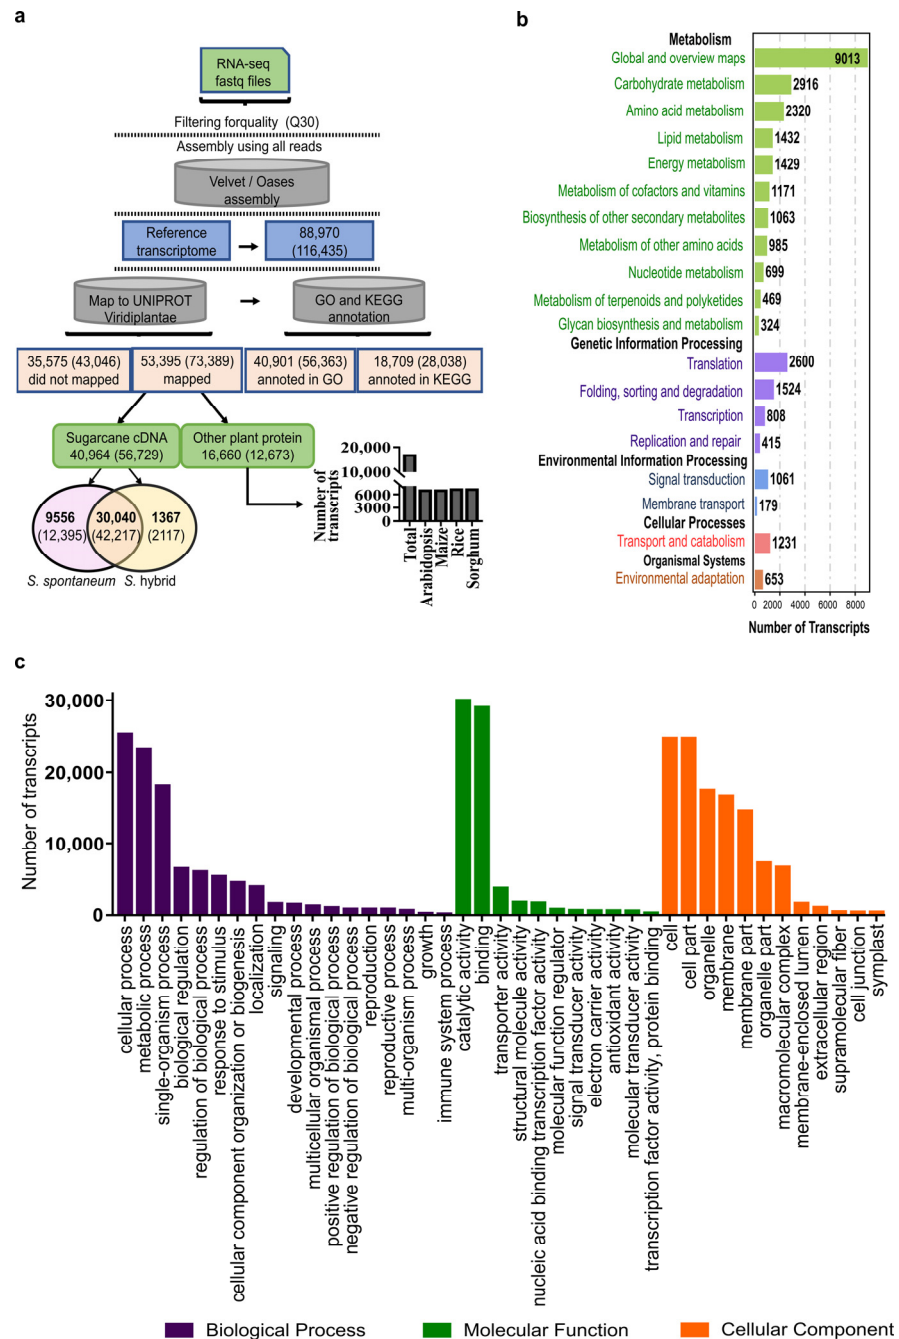 a
RNA-seq
fastq files
Filtering forquality (Q30)
Assembly using all reads
Velvet / Oases
assembly
Reference
transcriptome
88,970
(116,435)
Map to UNIPROT
Viridiplantae
GO and KEGG
annotation
35,575 (43,046)
did not mapped
53,395 (73,389)
mapped
40,901 (56,363)
annoted in GO
18,709 (28,038)
annoted in KEGG
Sugarcane cDNA
40,964 (56,729)
Other plant protein
16,660 (12,673)
9556
(12,395)
30,040
(42,217)
1367
(2117)
S. spontaneum
S. hybrid
Number of
transcripts
20,000
10,000
6000
3000
0
Total
Arabidopsis
Maize
Rice
Sorghum
b
Metabolism
Global and overview maps 9013
Carbohydrate metabolism 2916
Amino acid metabolism 2320
Lipid metabolism 1432
Energy metabolism 1429
Metabolism of cofactors and vitamins 1171
Biosynthesis of other secondary metabolites 1063
Metabolism of other amino acids 985
Nucleotide metabolism 699
Metabolism of terpenoids and polyketides 469
Glycan biosynthesis and metabolism 324
Genetic Information Processing
Translation 2600
Folding, sorting and degradation 1524
Transcription 808
Replication and repair 415
Environmental Information Processing
Signal transduction 1061
Membrane transport 179
Cellular Processes
Transport and catabolism 1231
Organismal Systems
Environmental adaptation 653
0 2000 4000 6000 8000
Number of Transcripts
c
Number of transcripts
30,000
20,000
10,000
0
cellular process
metabolic process
single-organism process
biological regulation
regulation of biological process
response to stimulus
cellular component organization or biogenesis
localization
signaling
developmental process
multicellular organismal process
positive regulation of biological process
negative regulation of biological process
reproduction
reproductive process
multi-organism process
growth
immune system process
catalytic activity
binding
transporter activity
structural molecule activity
nucleic acid binding transcription factor activity
molecular function regulator
signal transducer activity
electron carrier activity
antioxidant activity
molecular transducer activity
transcription factor activity, protein binding
cell
cell part
organelle
membrane
membrane part
organelle part
macromolecular complex
membrane-enclosed lumen
extracellular region
supramolecular fiber
cell junction
symplast
Biological Process
Molecular Function
Cellular Component